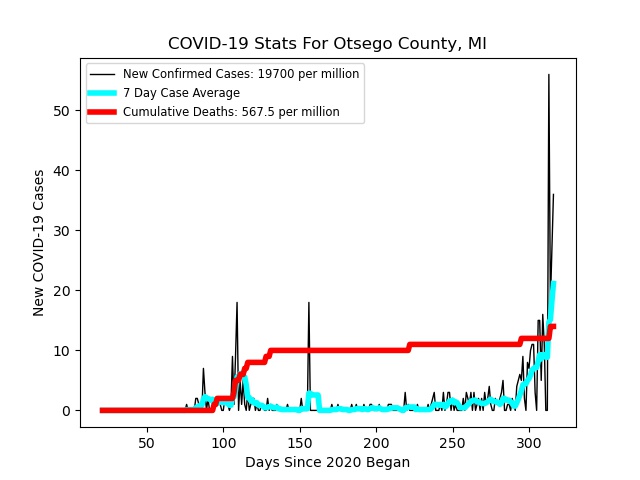 COVID-19 Stats For Otsego County, MI
New Confirmed Cases: 19700 per million
7 Day Case Average
Cumulative Deaths: 567.5 per million
New COVID-19 Cases
50
40
30
20
10
0
50 100 150 200 250 300
Days Since 2020 Began